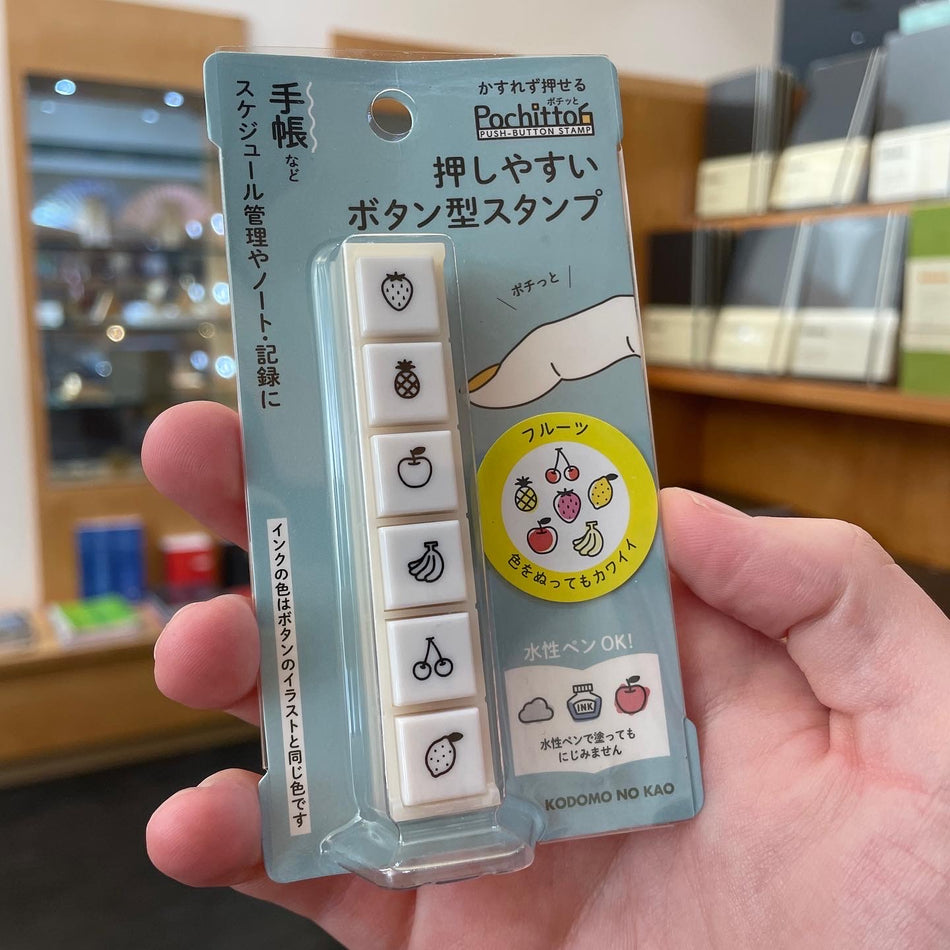 手帳など
スケジュール管理やノート・記録に
かすれず押せる
ポチッと
Pochitto6
PUSH-BUTTON STAMP
押しやすい
ボタン型スタンプ
ポチっと
フルーツ
色をぬってもカワイイ
インクの色はボタンのイラストと同じ色です
水性ペンOK!
INK
水性ペンで塗っても
にじみません
KODOMO NO KAO